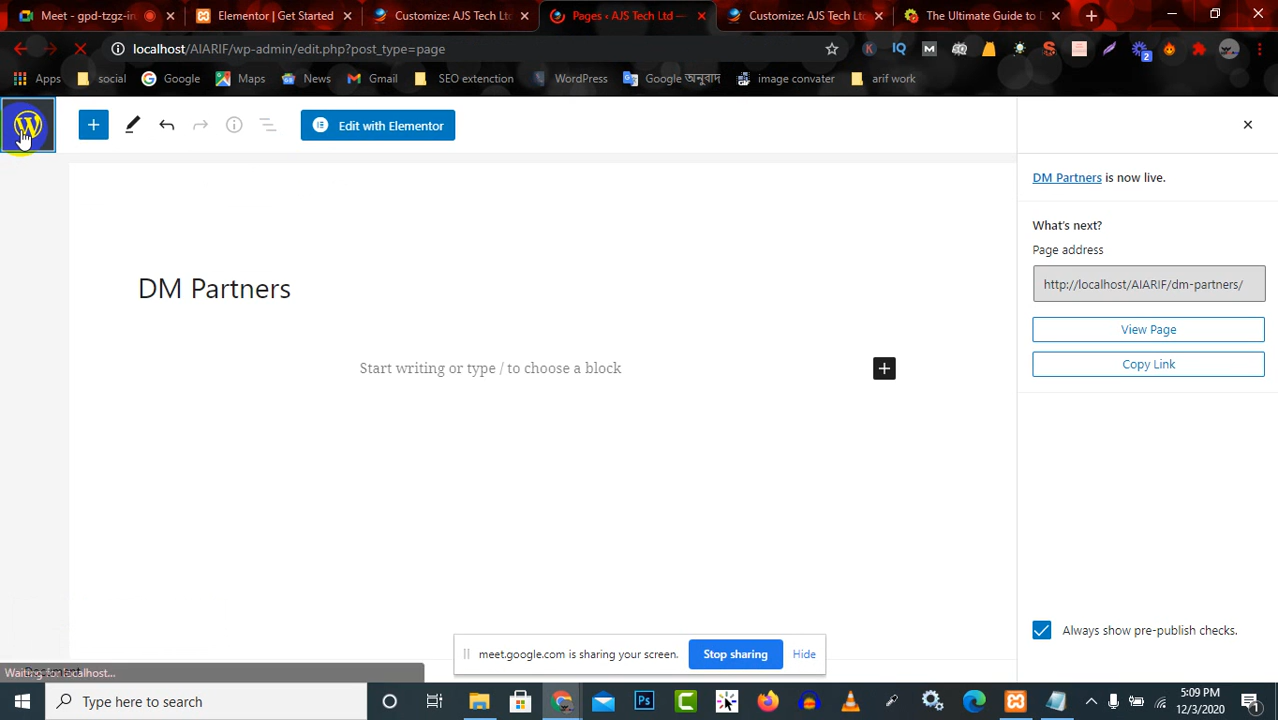 Meet - gpd-tzgz-in
Elementor | Get Started
Customize: AJS Tech Ltd
Pages ‹ AJS Tech Ltd —
Customize: AJS Tech Ltd
The Ultimate Guide to D
localhost/AIARIF/wp-admin/edit.php?post_type=page
Apps
social
Google
Maps
News
Gmail
SEO extenction
WordPress
Google অনুবাদ
image convater
arif work
Edit with Elementor
DM Partners is now live.
What's next?
Page address
http://localhost/AIARIF/dm-partners/
View Page
Copy Link
DM Partners
Start writing or type / to choose a block
Always show pre-publish checks.
meet.google.com is sharing your screen.
Stop sharing
Hide
Waiting for localhost...
Type here to search
5:09 PM
12/3/2020